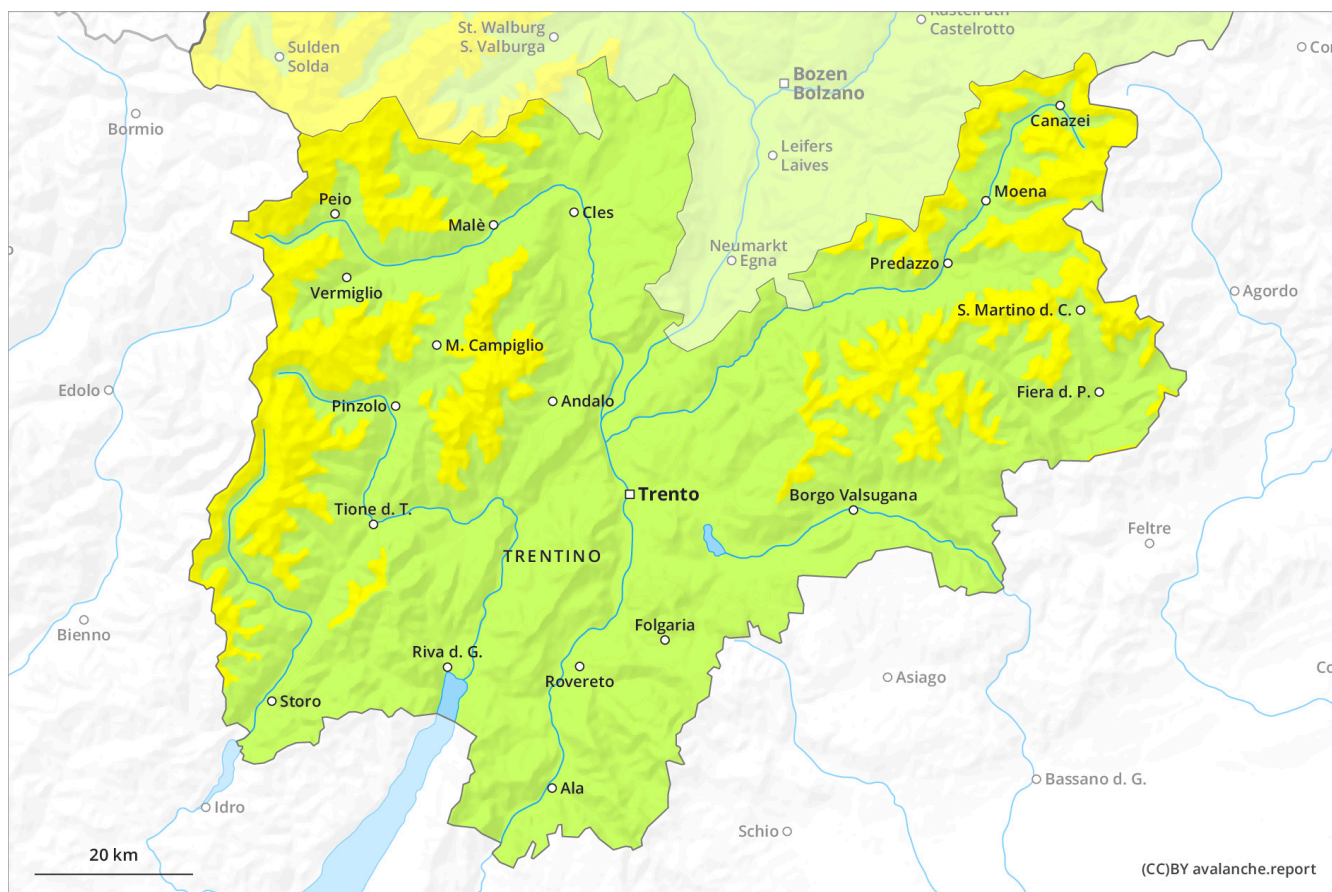 Kastelruth
Castelrotto
St. Walburg
S. Valburga
Sulden
Solda
Bozen
Bolzano
Bormio
Canazei
Leifers
Laives
Peio
Moena
Malè
Cles
Neumarkt
Egna
Predazzo
Vermiglio
Agordo
S. Martino d. C.
M. Campiglio
Edolo
Fiera d. P.
Pinzolo
Andalo
Trento
Borgo Valsugana
Tione d. T.
Feltre
TRENTINO
Bienno
Folgaria
Riva d. G.
Asiago
Rovereto
Storo
Bassano d. G.
Ala
Idro
Schio
20 km
(CC)BY avalanche.report